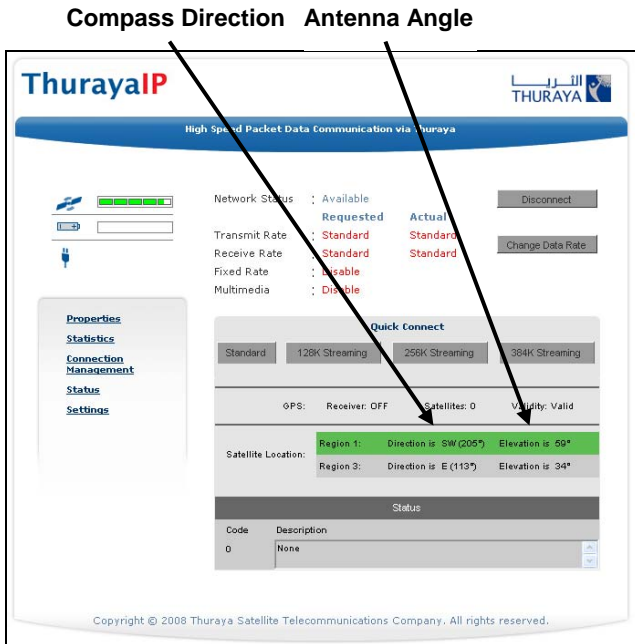 Compass Direction Antenna Angle
ThurayaIP
الثريا
THURAYA
High Speed Packet Data Communication via Thuraya
Network Status : Available
Disconnect
Requested Actual
Transmit Rate : Standard Standard
Change Data Rate
Receive Rate : Standard Standard
Fixed Rate : Disable
Multimedia : Disable
Properties
Statistics
Connection
Management
Status
Settings
Quick Connect
Standard 128K Streaming 256K Streaming 384K Streaming
GPS: Receiver: OFF Satellites: 0 Validity: Valid
Satellite Location:
Region 1: Direction is SW (205°) Elevation is 59°
Region 3: Direction is E (113°) Elevation is 34°
Status
Code Description
0 None
Copyright © 2008 Thuraya Satellite Telecommunications Company. All rights reserved.